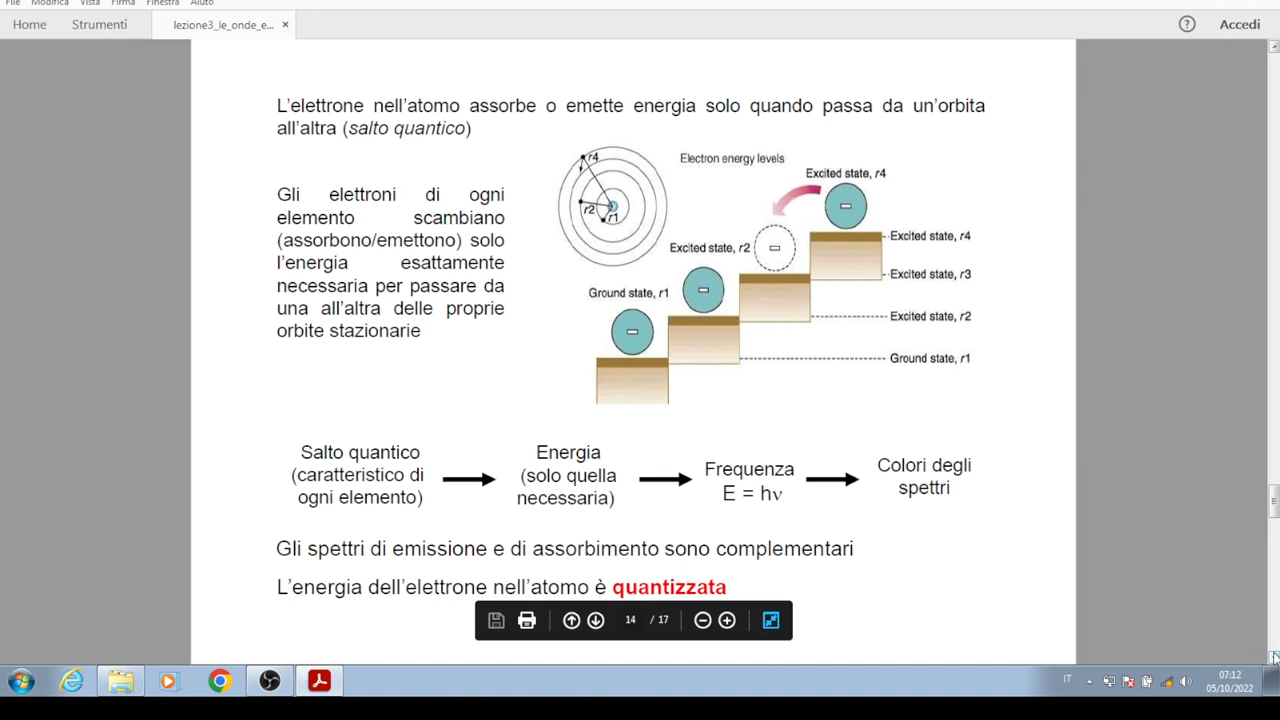 File Modifica Vista Firma Finestra Aiuto
Home Strumenti lezione3_le_onde_e... × ? Accedi
L'elettrone nell'atomo assorbe o emette energia solo quando passa da un'orbita
all'altra (salto quantico)
Gli elettroni di ogni
elemento scambiano
(assorbono/emettono) solo
l'energia esattamente
necessaria per passare da
una all'altra delle proprie
orbite stazionarie
r4
r2
r1
Electron energy levels
Excited state, r4
Excited state, r2
Ground state, r1
Excited state, r4
Excited state, r3
Excited state, r2
Ground state, r1
Salto quantico
(caratteristico di
ogni elemento)
Energia
(solo quella
necessaria)
Frequenza
E = hν
Colori degli
spettri
Gli spettri di emissione e di assorbimento sono complementari
L'energia dell'elettrone nell'atomo è quantizzata
14 / 17
IT
07:12
05/10/2022